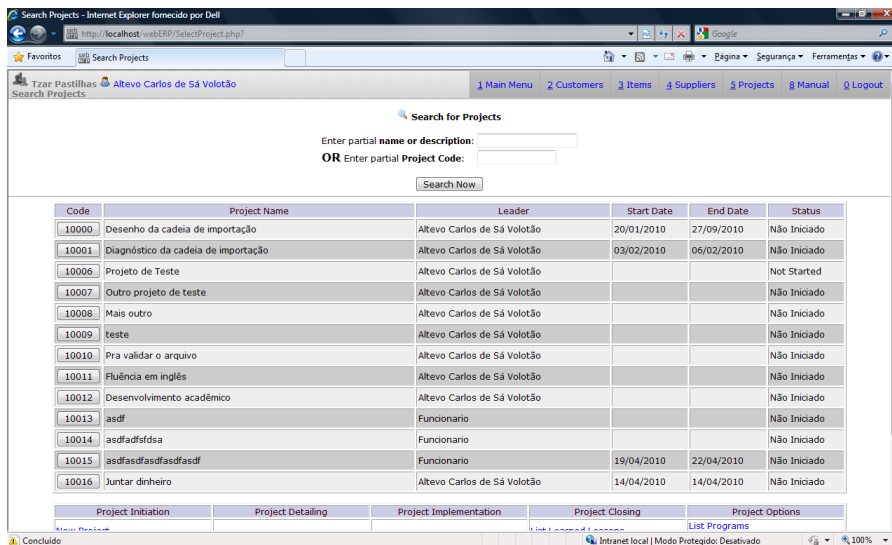 Search Projects - Internet Explorer fornecido por Dell
http://localhost/webERP/SelectProject.php?
Google
Favoritos Search Projects Página Segurança Ferramentas
Tzar Pastilhas Altevo Carlos de Sá Volotão 1 Main Menu 2 Customers 3 Items 4 Suppliers 5 Projects 8 Manual 0 Logout
Search Projects
Search for Projects
Enter partial name or description:
OR Enter partial Project Code:
Search Now
Code Project Name Leader Start Date End Date Status
10000 Desenho da cadeia de importação Altevo Carlos de Sá Volotão 20/01/2010 27/09/2010 Não Iniciado
10001 Diagnóstico da cadeia de importação Altevo Carlos de Sá Volotão 03/02/2010 06/02/2010 Não Iniciado
10006 Projeto de Teste Altevo Carlos de Sá Volotão Not Started
10007 Outro projeto de teste Altevo Carlos de Sá Volotão Não Iniciado
10008 Mais outro Altevo Carlos de Sá Volotão Não Iniciado
10009 teste Altevo Carlos de Sá Volotão Não Iniciado
10010 Pra validar o arquivo Altevo Carlos de Sá Volotão Não Iniciado
10011 Fluência em inglês Altevo Carlos de Sá Volotão Não Iniciado
10012 Desenvolvimento acadêmico Altevo Carlos de Sá Volotão Não Iniciado
10013 asdf Funcionario Não Iniciado
10014 asdfadfsfdsa Funcionario Não Iniciado
10015 asdfasdfasdfasdfasdf Funcionario 19/04/2010 22/04/2010 Não Iniciado
10016 Juntar dinheiro Altevo Carlos de Sá Volotão 14/04/2010 14/04/2010 Não Iniciado
Project Initiation Project Detailing Project Implementation Project Closing Project Options
New Project List Learned Lessons List Programs
Concluído Intranet local | Modo Protegido: Desativado 100%